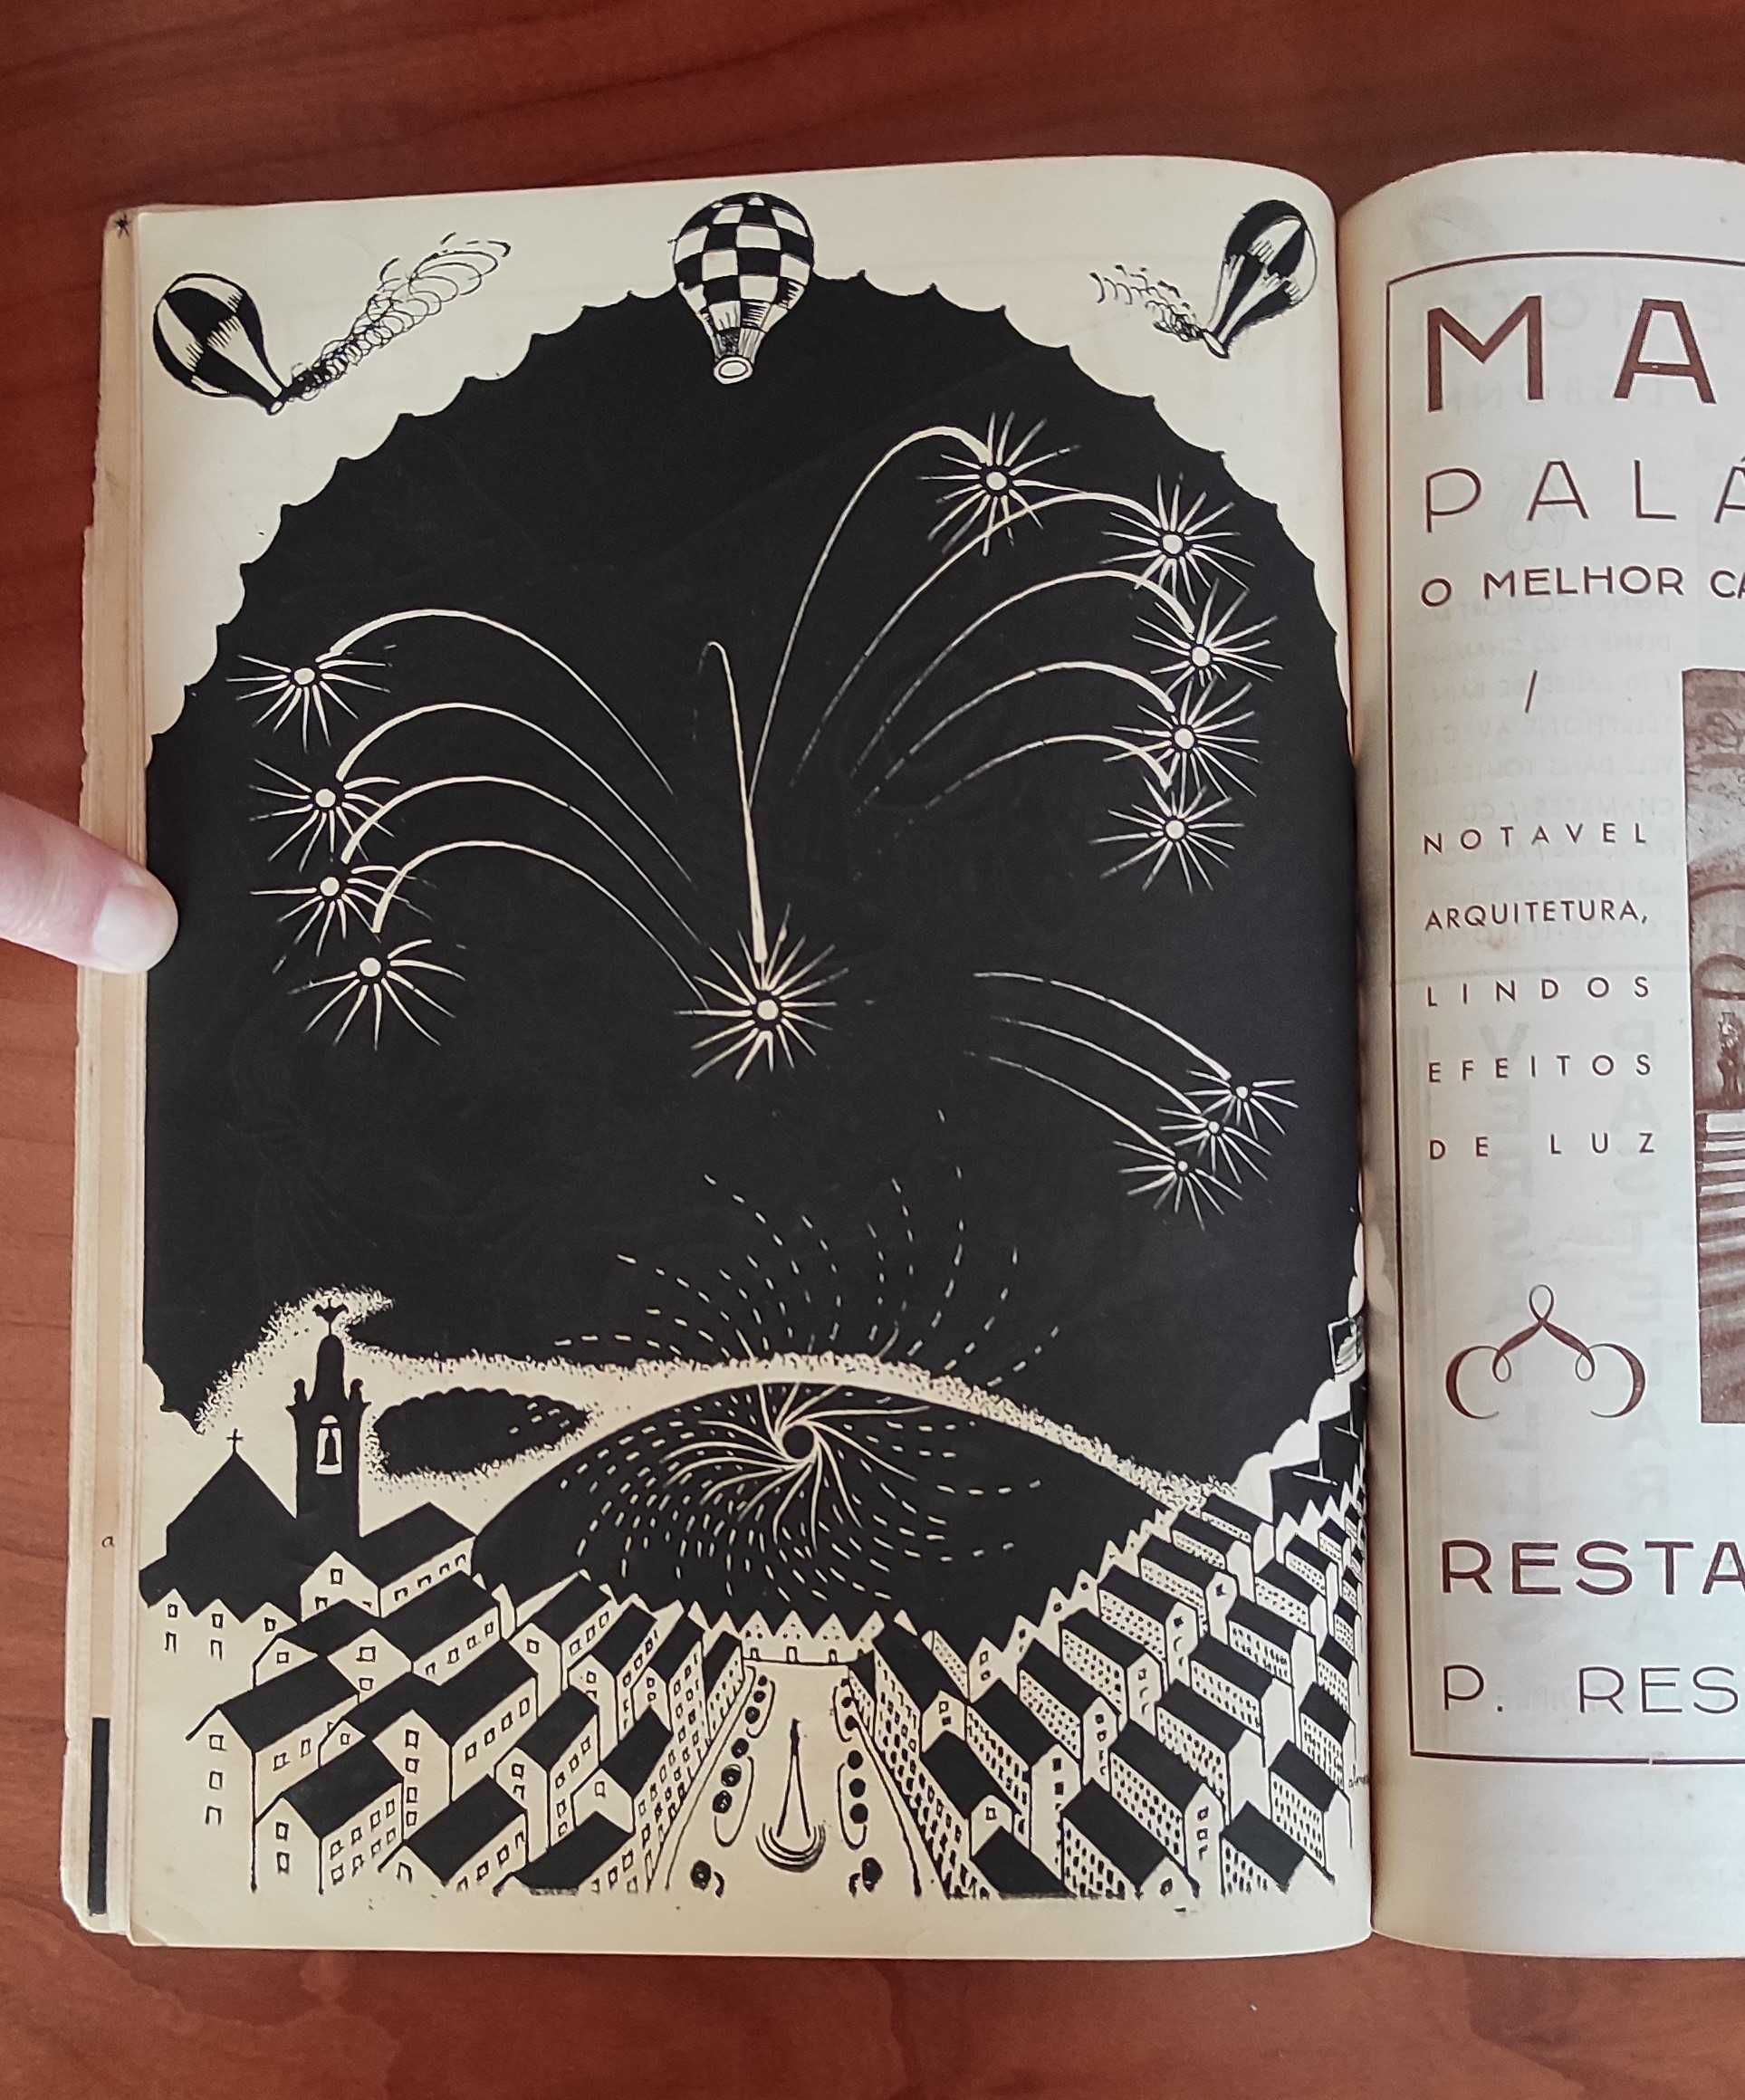 MA
PALÁ
O MELHOR CA
/
NOTAVEL
ARQUITETURA,
LINDOS
EFEITOS
DE LUZ
RESTA
P. RES
a